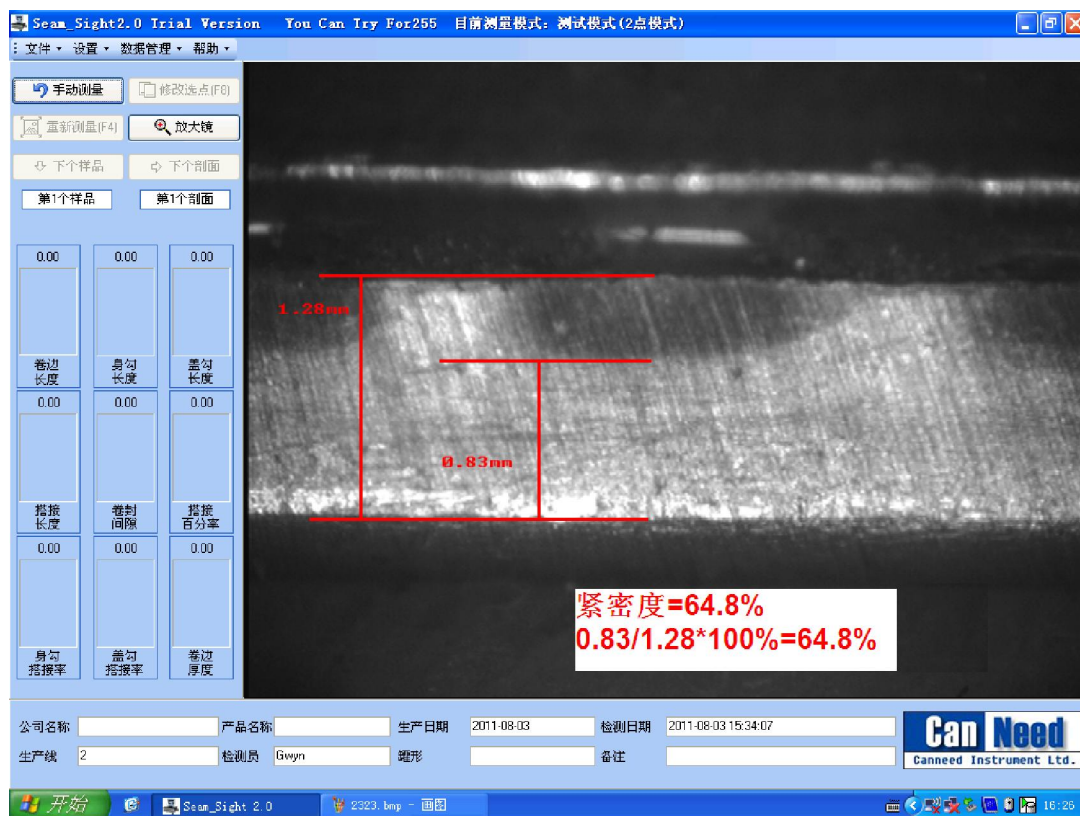 Seam_Sight2.0 Trial Version You Can Try For255 目前测量模式: 测试模式(2点模式)
文件 设置 数据管理 帮助
手动测量 修改选点(F8)
重新测量(F4) 放大镜
下个样品 下个剖面
第1个样品 第1个剖面
0.00 0.00 0.00
卷边长度 身勾长度 盖勾长度
0.00 0.00 0.00
搭接长度 卷封间隙 搭接百分率
0.00 0.00 0.00
身勾搭接率 盖勾搭接率 卷边厚度
1.28mm
0.83mm
紧密度=64.8%
0.83/1.28*100%=64.8%
公司名称 产品名称 生产日期 2011-08-03 检测日期 2011-08-03 15:34:07
生产线 2 检测员 Gwyn 罐形 备注
Can Need
Canneed Instrument Ltd.
开始 Seam_Sight 2.0 2323.bmp - 画图 16:26